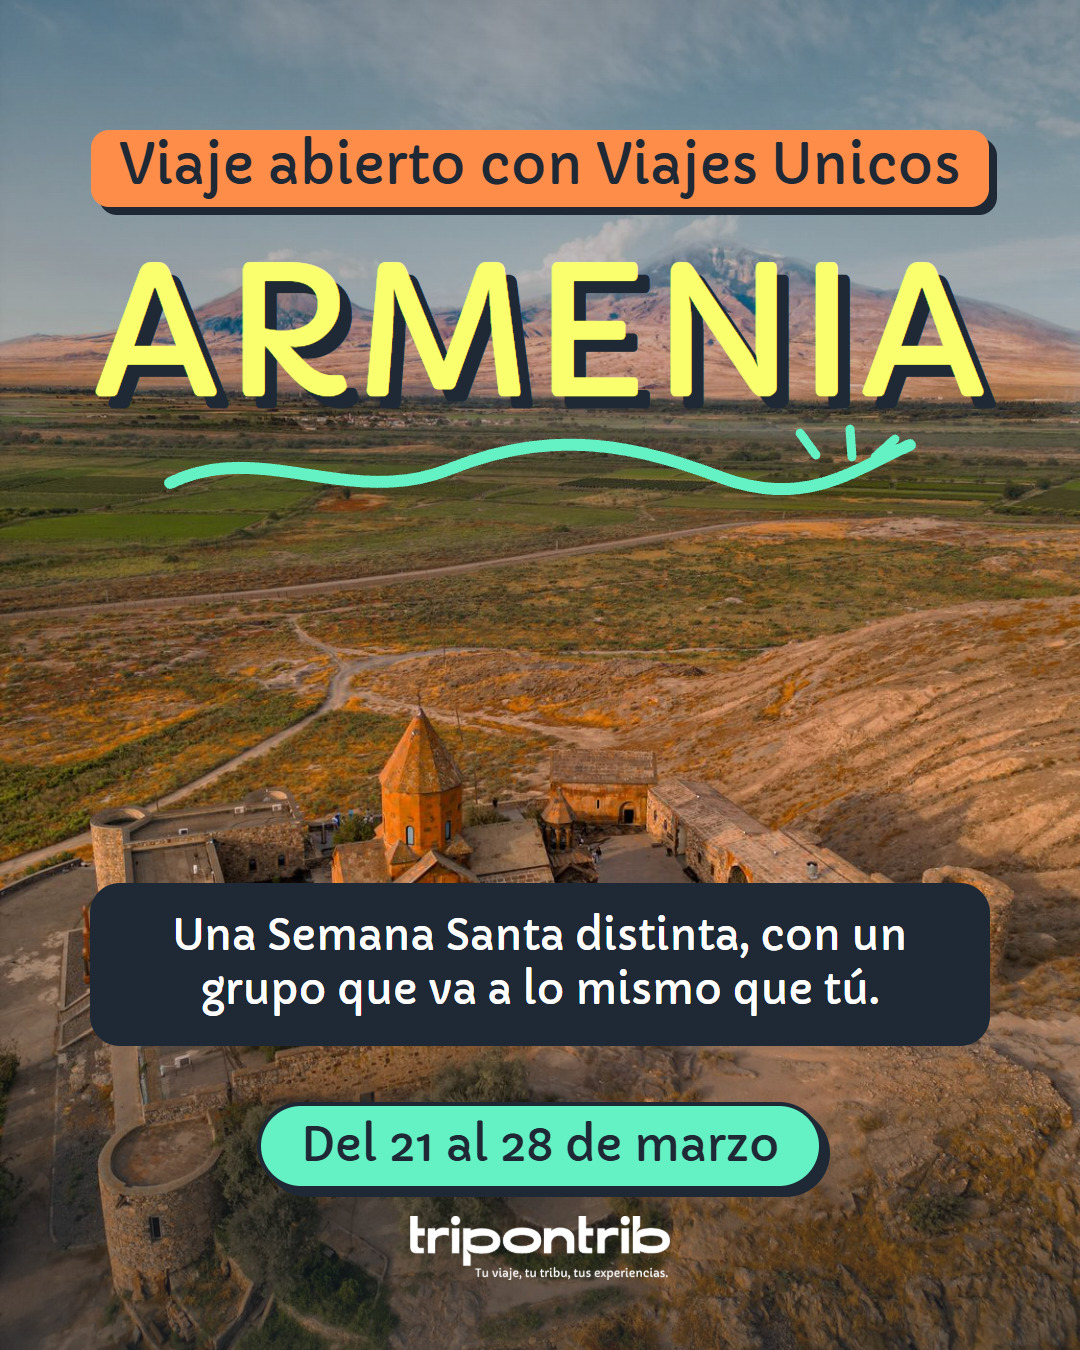 Viaje abierto con Viajes Unicos
ARMENIA
Una Semana Santa distinta, con un
grupo que va a lo mismo que tú.
Del 21 al 28 de marzo
tripontrib
Tu viaje, tu tribu, tus experiencias.